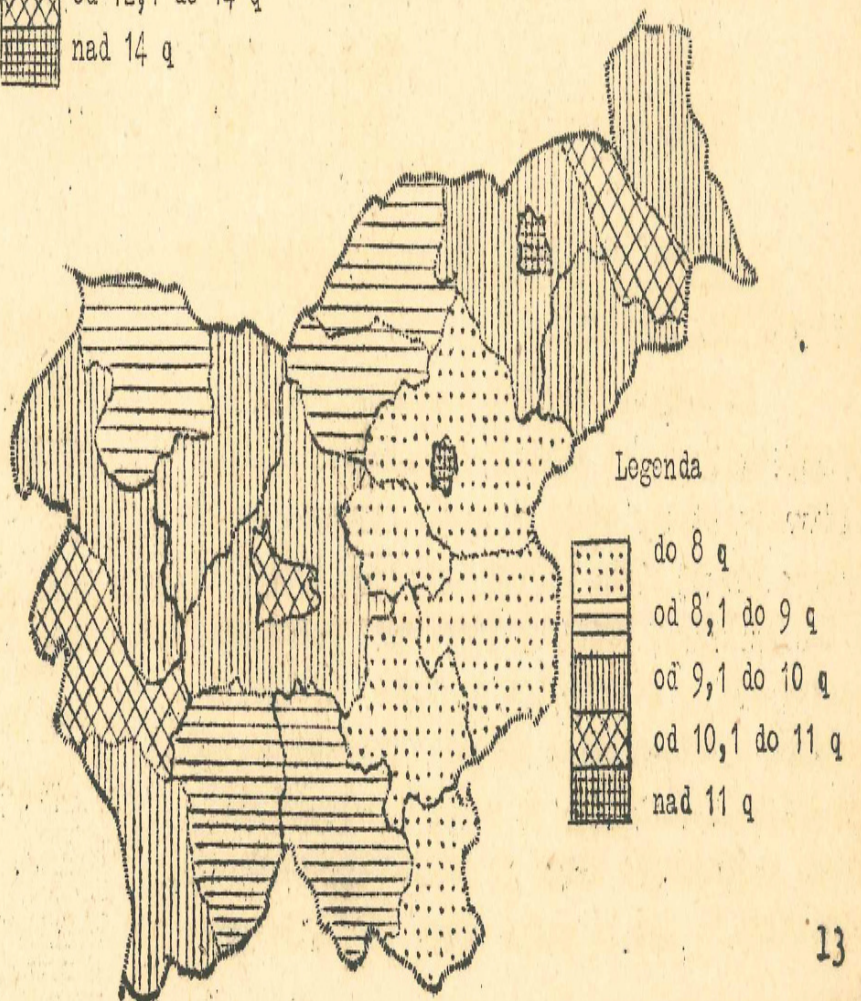 nad 14 q
Legenda
do 8 q
od 8,1 do 9 q
od 9,1 do 10 q
od 10,1 do 11 q
nad 11 q
13